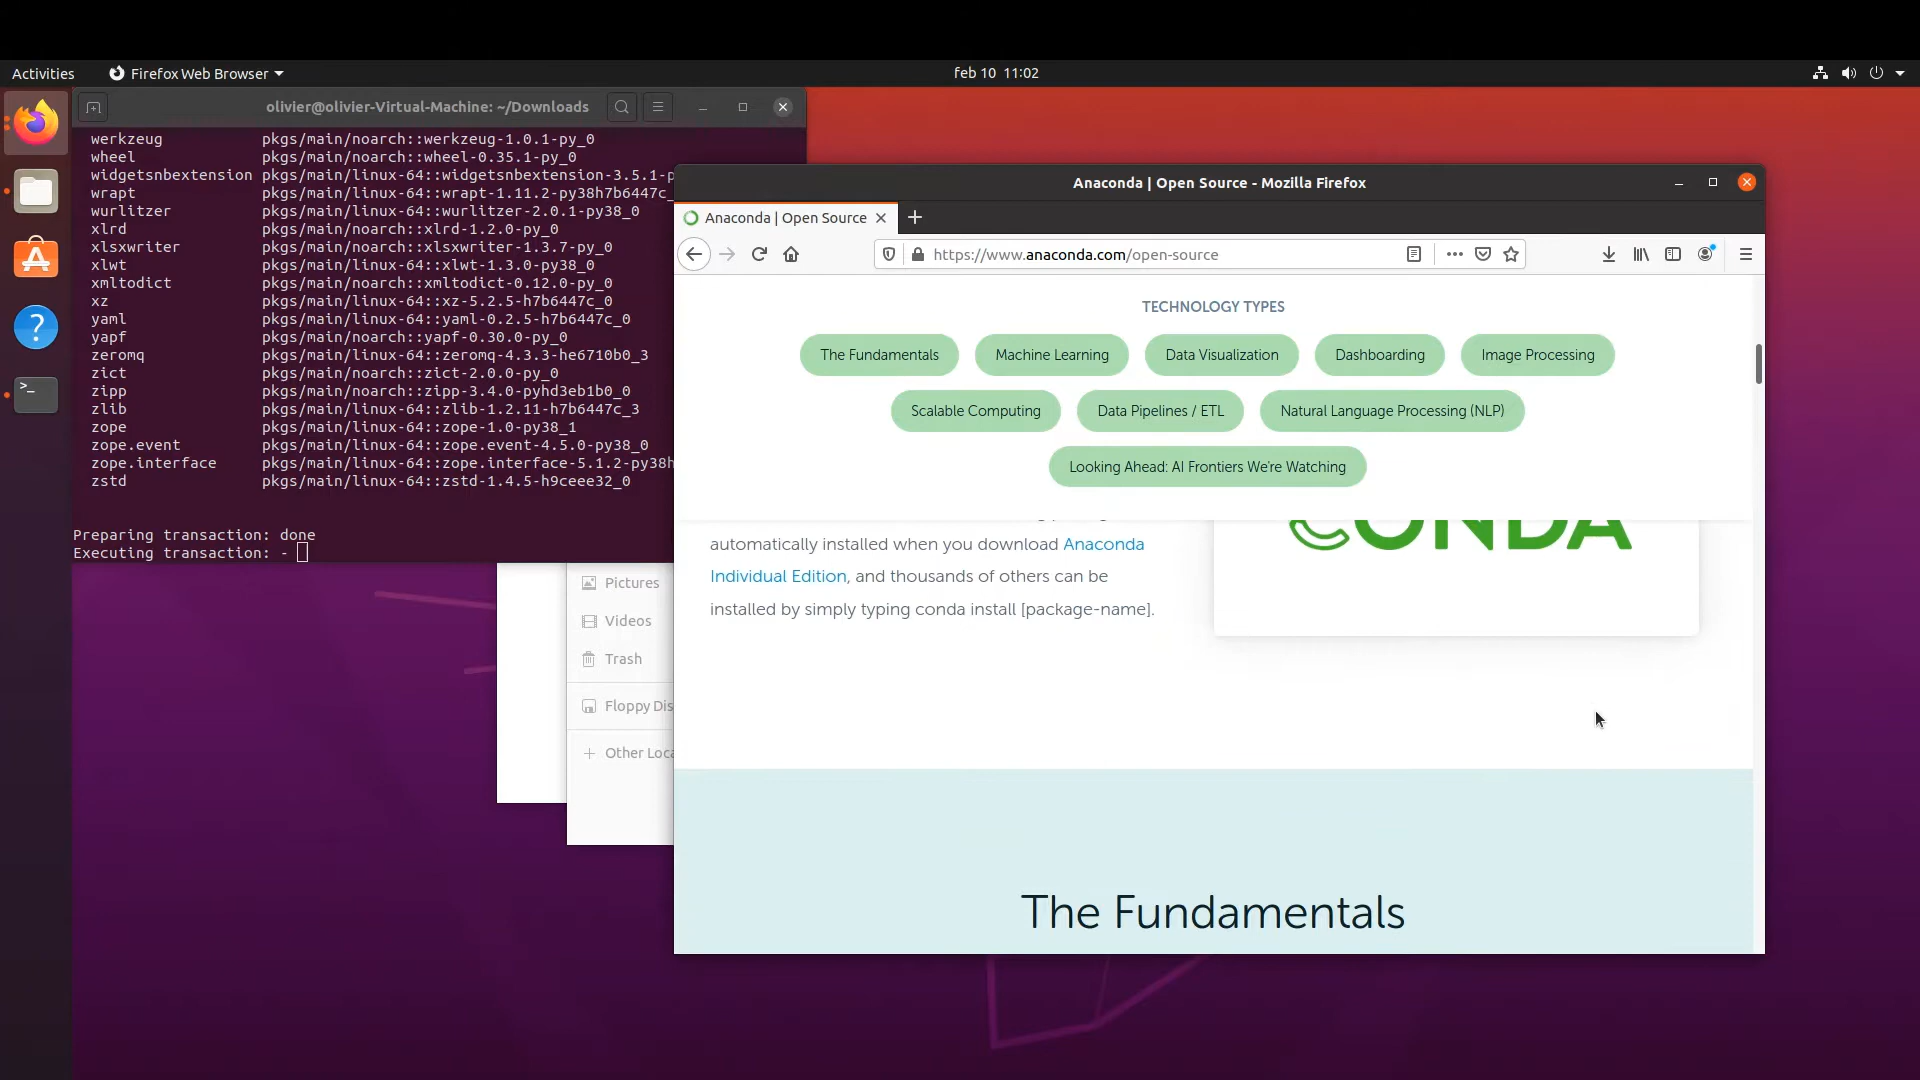 Activities
Firefox Web Browser
feb 10 11:02
olivier@olivier-Virtual-Machine: ~/Downloads
werkzeug pkgs/main/noarch::werkzeug-1.0.1-py_0
wheel pkgs/main/noarch::wheel-0.35.1-py_0
widgetsnbextension pkgs/main/linux-64::widgetsnbextension-3.5.1-p
wrapt pkgs/main/linux-64::wrapt-1.11.2-py38h7b6447c_
wurlitzer pkgs/main/linux-64::wurlitzer-2.0.1-py38_0
xlrd pkgs/main/noarch::xlrd-1.2.0-py_0
xlsxwriter pkgs/main/noarch::xlsxwriter-1.3.7-py_0
xlwt pkgs/main/linux-64::xlwt-1.3.0-py38_0
xmltodict pkgs/main/noarch::xmltodict-0.12.0-py_0
xz pkgs/main/linux-64::xz-5.2.5-h7b6447c_0
yaml pkgs/main/linux-64::yaml-0.2.5-h7b6447c_0
yapf pkgs/main/noarch::yapf-0.30.0-py_0
zeromq pkgs/main/linux-64::zeromq-4.3.3-he6710b0_3
zict pkgs/main/noarch::zict-2.0.0-py_0
zipp pkgs/main/noarch::zipp-3.4.0-pyhd3eb1b0_0
zlib pkgs/main/linux-64::zlib-1.2.11-h7b6447c_3
zope pkgs/main/linux-64::zope-1.0-py38_1
zope.event pkgs/main/linux-64::zope.event-4.5.0-py38_0
zope.interface pkgs/main/linux-64::zope.interface-5.1.2-py38h
zstd pkgs/main/linux-64::zstd-1.4.5-h9ceee32_0
Preparing transaction: done
Executing transaction: -
Pictures
Videos
Trash
Floppy Dis
+ Other Loca
Anaconda | Open Source - Mozilla Firefox
Anaconda | Open Source
https://www.anaconda.com/open-source
TECHNOLOGY TYPES
The Fundamentals
Machine Learning
Data Visualization
Dashboarding
Image Processing
Scalable Computing
Data Pipelines / ETL
Natural Language Processing (NLP)
Looking Ahead: AI Frontiers We're Watching
CONDA
automatically installed when you download Anaconda
Individual Edition, and thousands of others can be
installed by simply typing conda install [package-name].
The Fundamentals